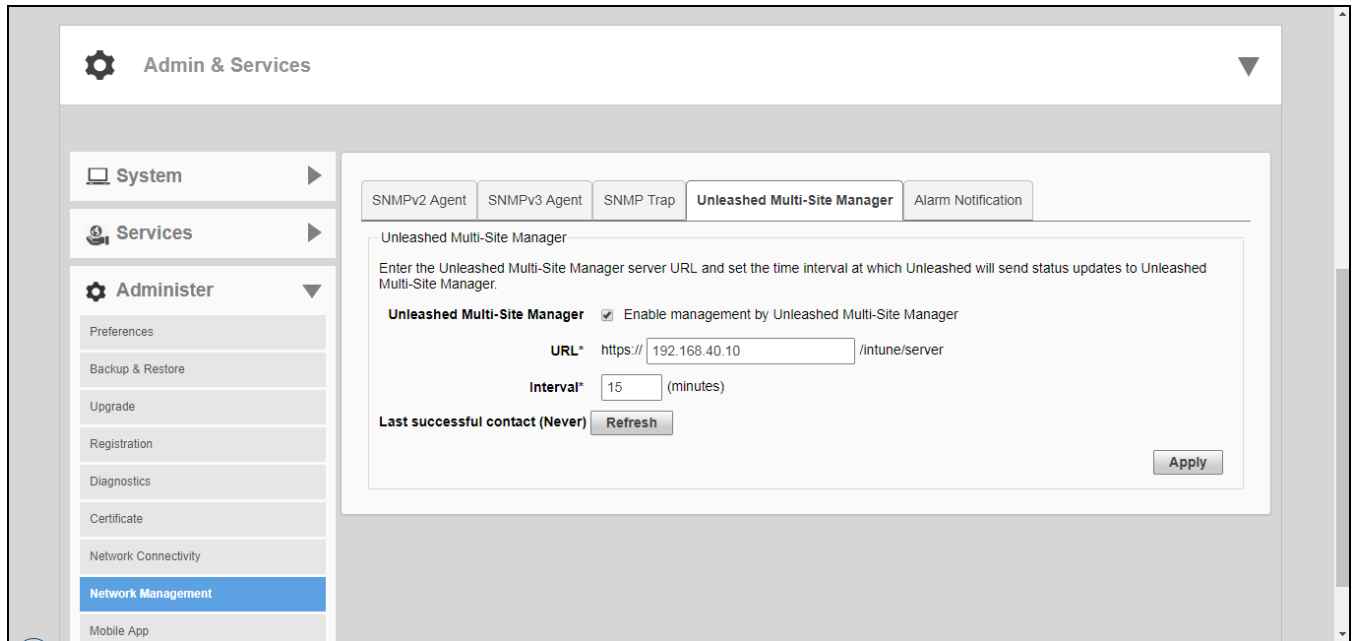 Admin & Services
System
Services
Administer
Preferences
Backup & Restore
Upgrade
Registration
Diagnostics
Certificate
Network Connectivity
Network Management
Mobile App
SNMPv2 Agent
SNMPv3 Agent
SNMP Trap
Unleashed Multi-Site Manager
Alarm Notification
Unleashed Multi-Site Manager
Enter the Unleashed Multi-Site Manager server URL and set the time interval at which Unleashed will send status updates to Unleashed
Multi-Site Manager.
Unleashed Multi-Site Manager Enable management by Unleashed Multi-Site Manager
URL* https:// 192.168.40.10 /intune/server
Interval* 15 (minutes)
Last successful contact (Never) Refresh
Apply